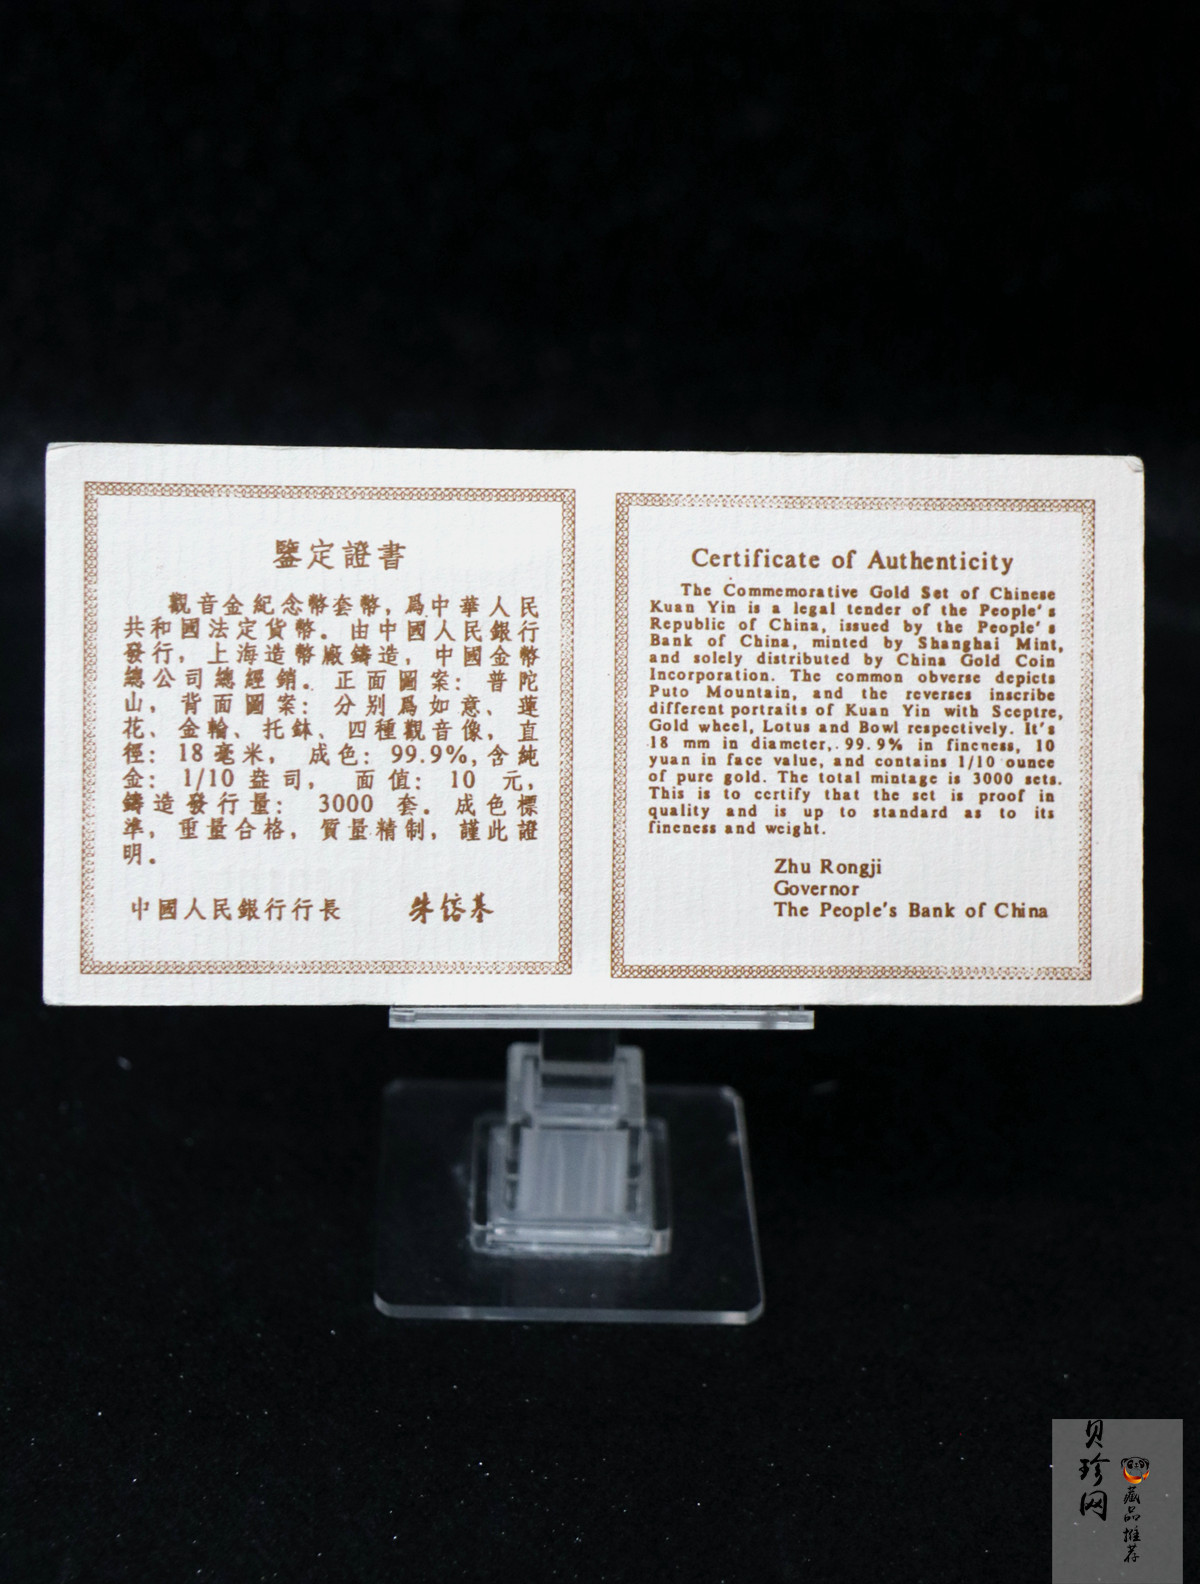 鑒定證書
觀音金紀念幣套幣，爲中華人民
共和國法定貨幣。由中國人民銀行
發行，上海造幣廠鑄造，中國金幣
總公司總經銷。正面圖案：普陀
山，背面圖案：分别爲如意、蓮
花、金輪、托鉢、四種觀音像，直
徑：18毫米，成色：99.9%，含純
金：1/10盎司，面值：10元，
鑄造發行量：3000套。成色標
準，重量合格，質量精制，謹此證
明。
中國人民銀行行長 朱鎔基
Certificate of Authenticity
The Commemorative Gold Set of Chinese
Kuan Yin is a legal tender of the People's
Republic of China, issued by the People's
Bank of China, minted by Shanghai Mint,
and solely distributed by China Gold Coin
Incorporation. The common obverse depicts
Puto Mountain, and the reverses inscribe
different portraits of Kuan Yin with Sceptre,
Gold wheel, Lotus and Bowl respectively. It's
18 mm in diameter, 99.9% in fineness, 10
yuan in face value, and contains 1/10 ounce
of pure gold. The total mintage is 3000 sets.
This is to certify that the set is proof in
quality and is up to standard as to its
fineness and weight.
Zhu Rongji
Governor
The People's Bank of China
贝珍网
藏品推荐